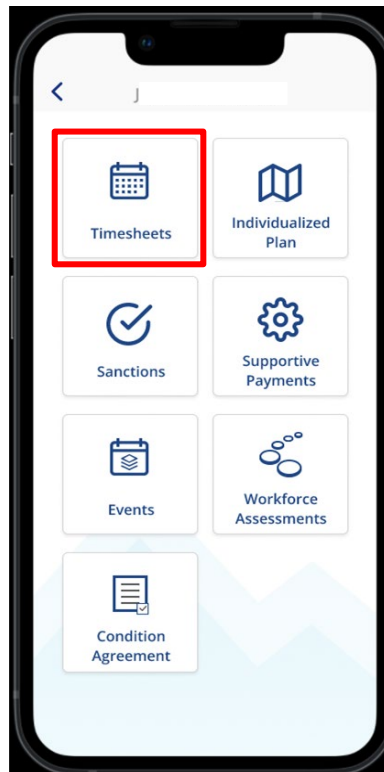 J
Timesheets
Individualized
Plan
Sanctions
Supportive
Payments
Events
Workforce
Assessments
Condition
Agreement